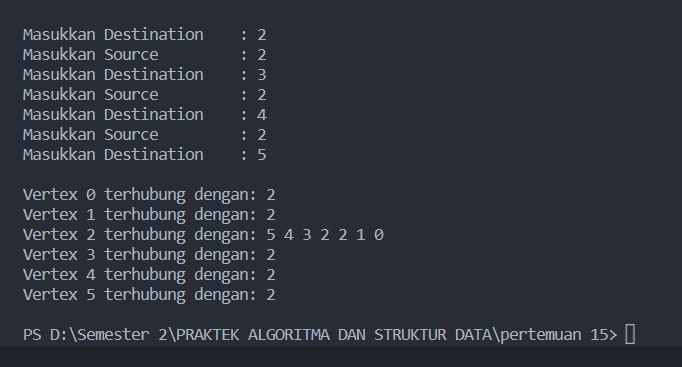 Masukkan Destination    : 2
Masukkan Source         : 2
Masukkan Destination    : 3
Masukkan Source         : 2
Masukkan Destination    : 4
Masukkan Source         : 2
Masukkan Destination    : 5
Vertex 0 terhubung dengan: 2
Vertex 1 terhubung dengan: 2
Vertex 2 terhubung dengan: 5 4 3 2 2 1 0
Vertex 3 terhubung dengan: 2
Vertex 4 terhubung dengan: 2
Vertex 5 terhubung dengan: 2
PS D:\Semester 2\PRAKTEK ALGORITMA DAN STRUKTUR DATA\pertemuan 15>